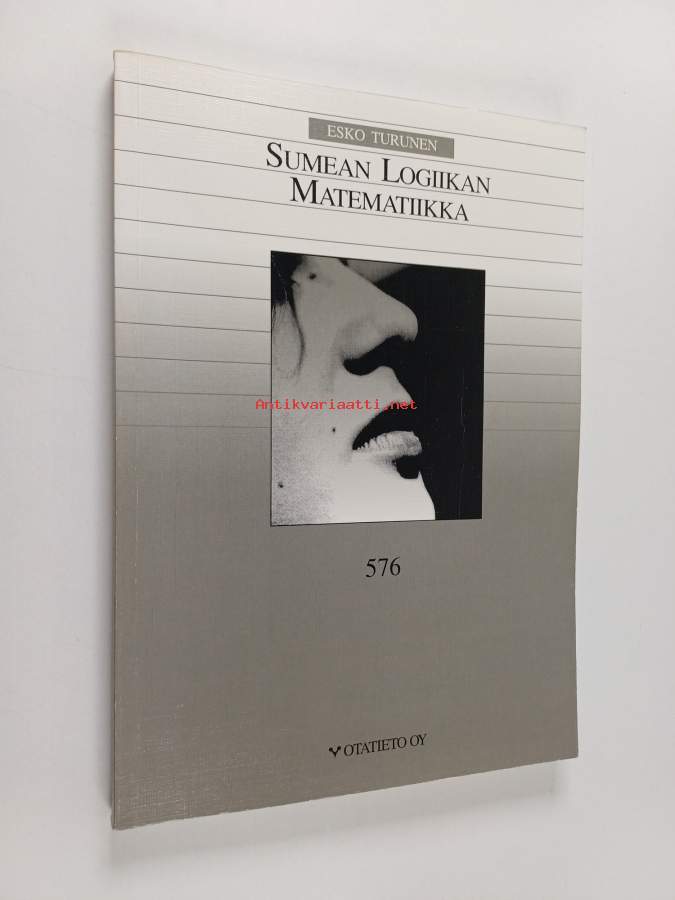 ESKO TURUNEN
SUMEAN LOGIIKAN
MATEMATIIKKA
Antikvariaatti.net
576
OTATIETO OY